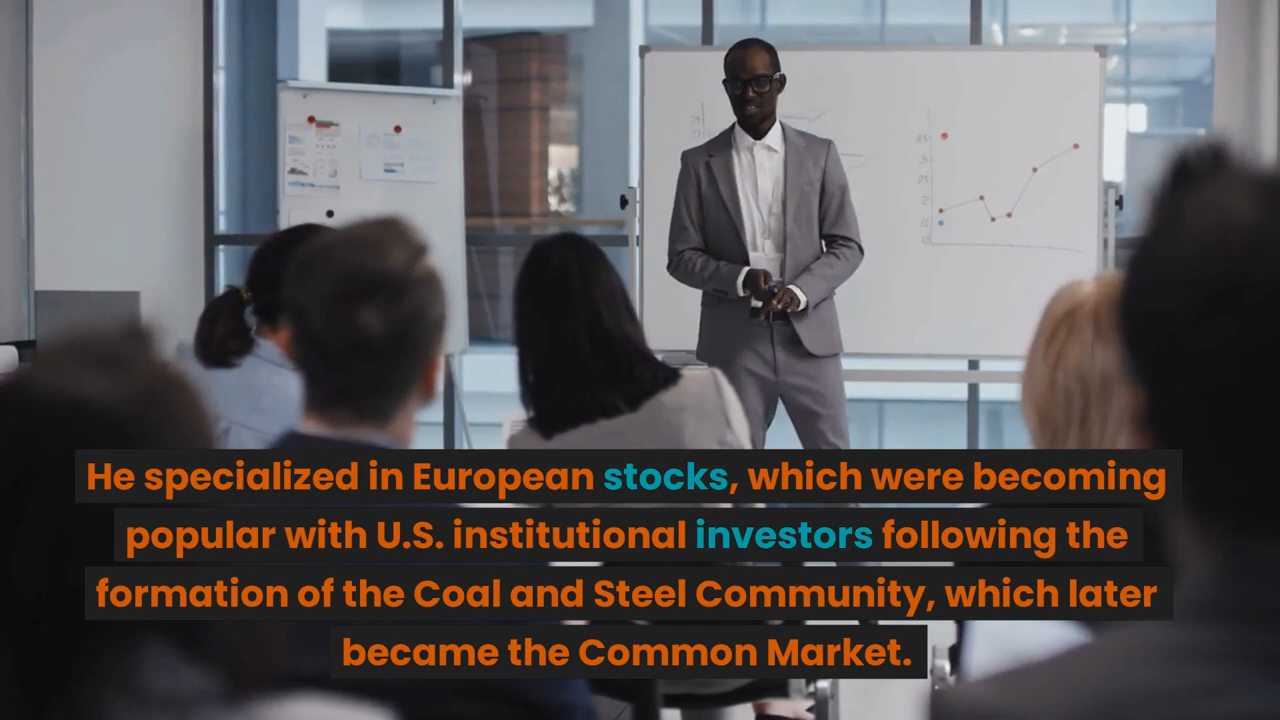 He specialized in European stocks, which were becoming
popular with U.S. institutional investors following the
formation of the Coal and Steel Community, which later
became the Common Market.